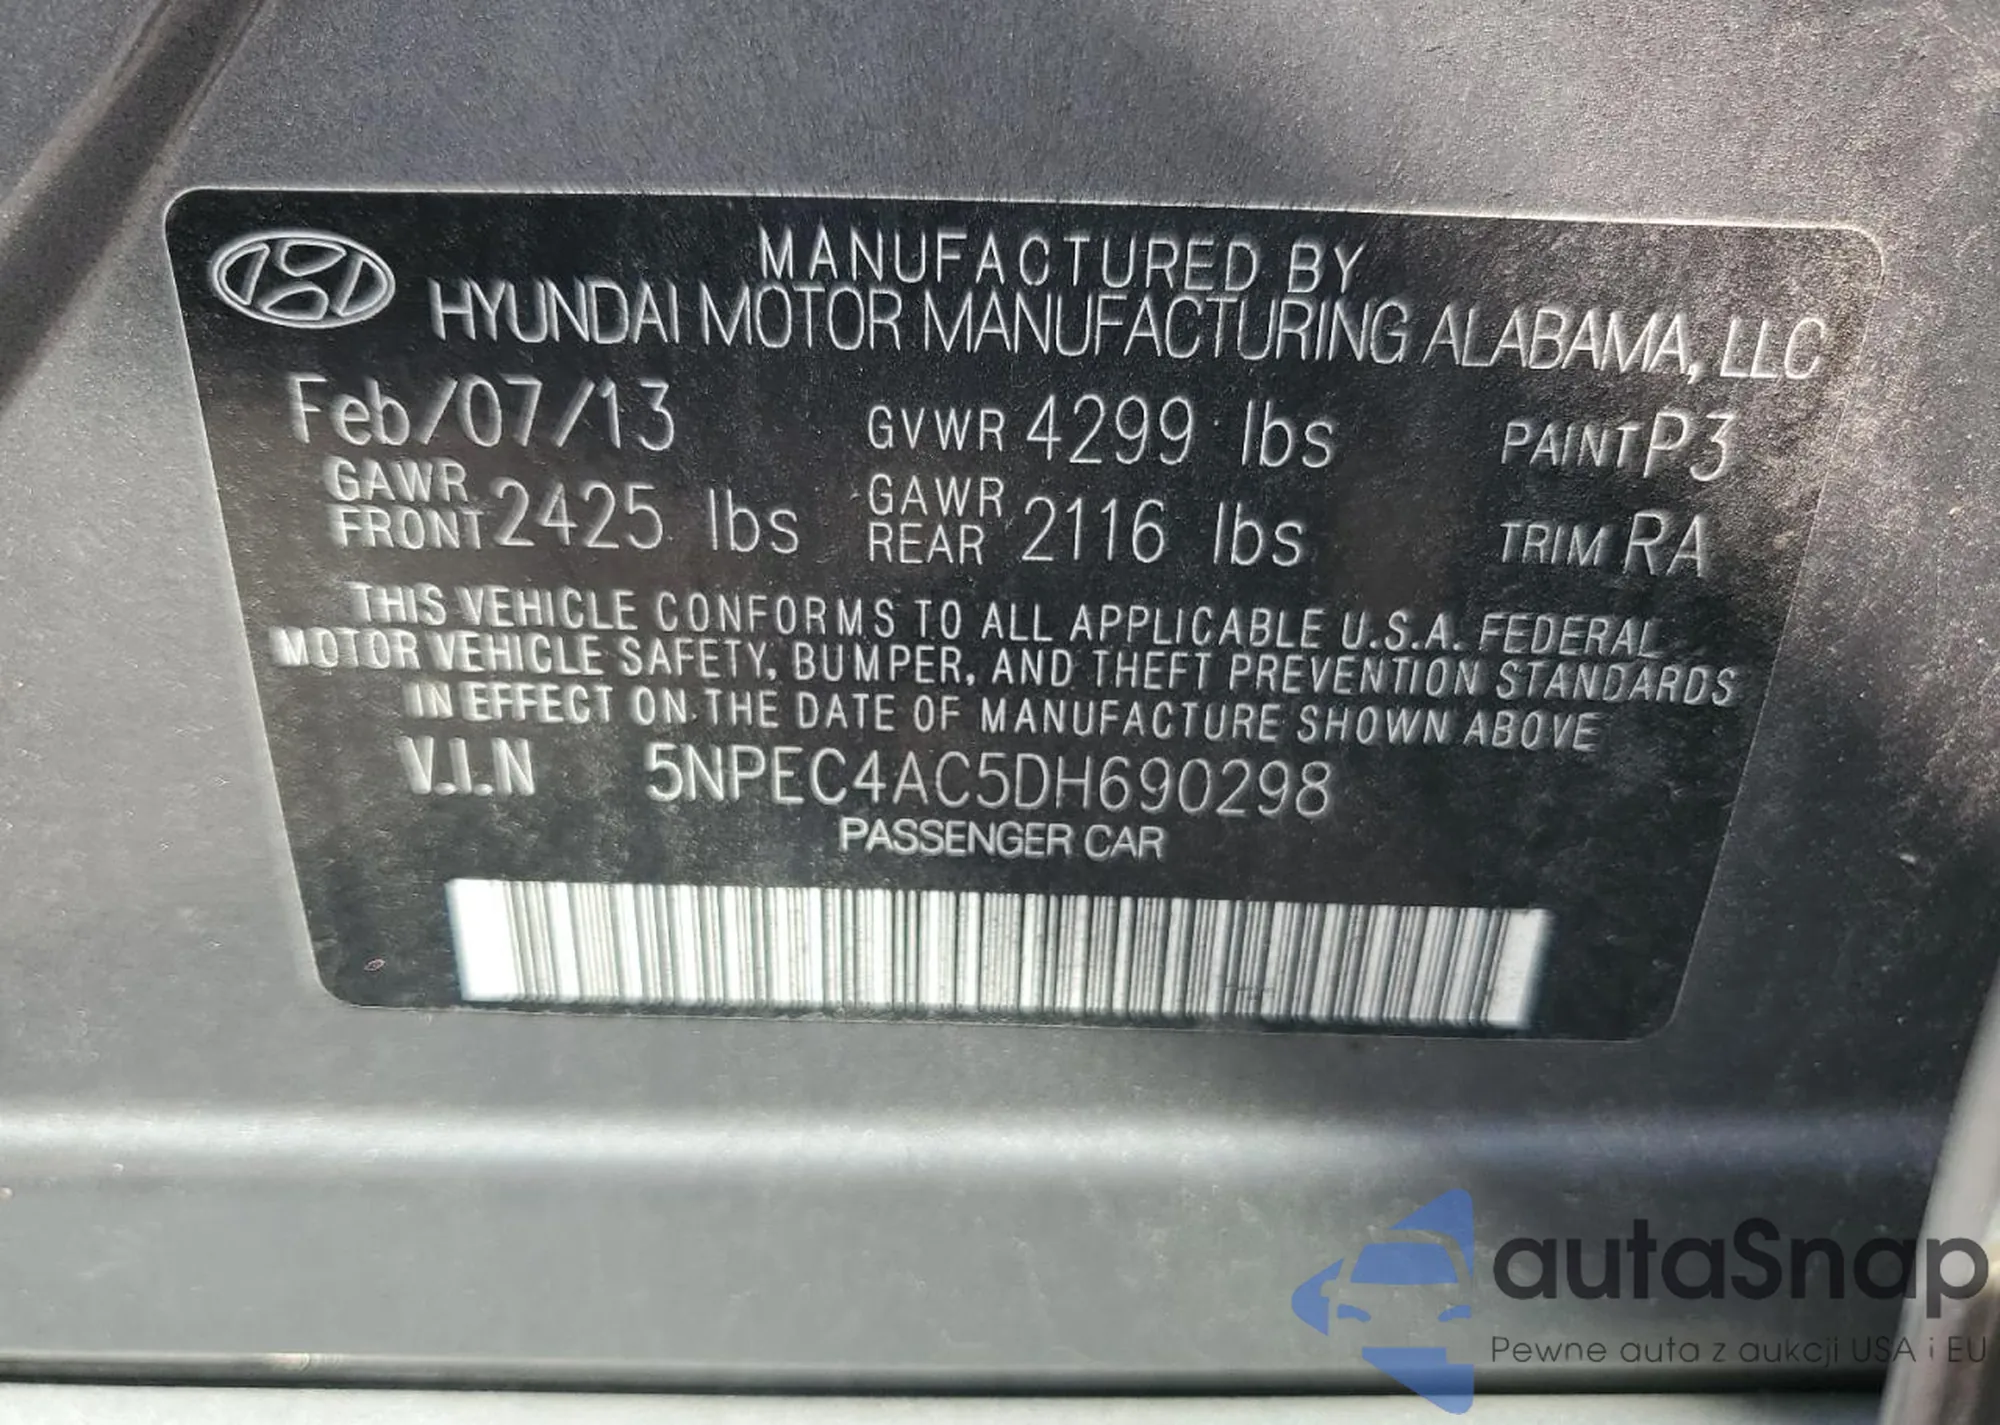 MANUFACTURED BY
HYUNDAI MOTOR MANUFACTURING ALABAMA, LLC
Feb/07/13 GVWR 4299 lbs PAINT P3
GAWR FRONT 2425 lbs GAWR REAR 2116 lbs TRIM RA
THIS VEHICLE CONFORMS TO ALL APPLICABLE U.S.A. FEDERAL
MOTOR VEHICLE SAFETY, BUMPER, AND THEFT PREVENTION STANDARDS
IN EFFECT ON THE DATE OF MANUFACTURE SHOWN ABOVE
V.I.N 5NPEC4AC5DH690298
PASSENGER CAR
autaSnap
Pewne auta z aukcji USA i EU